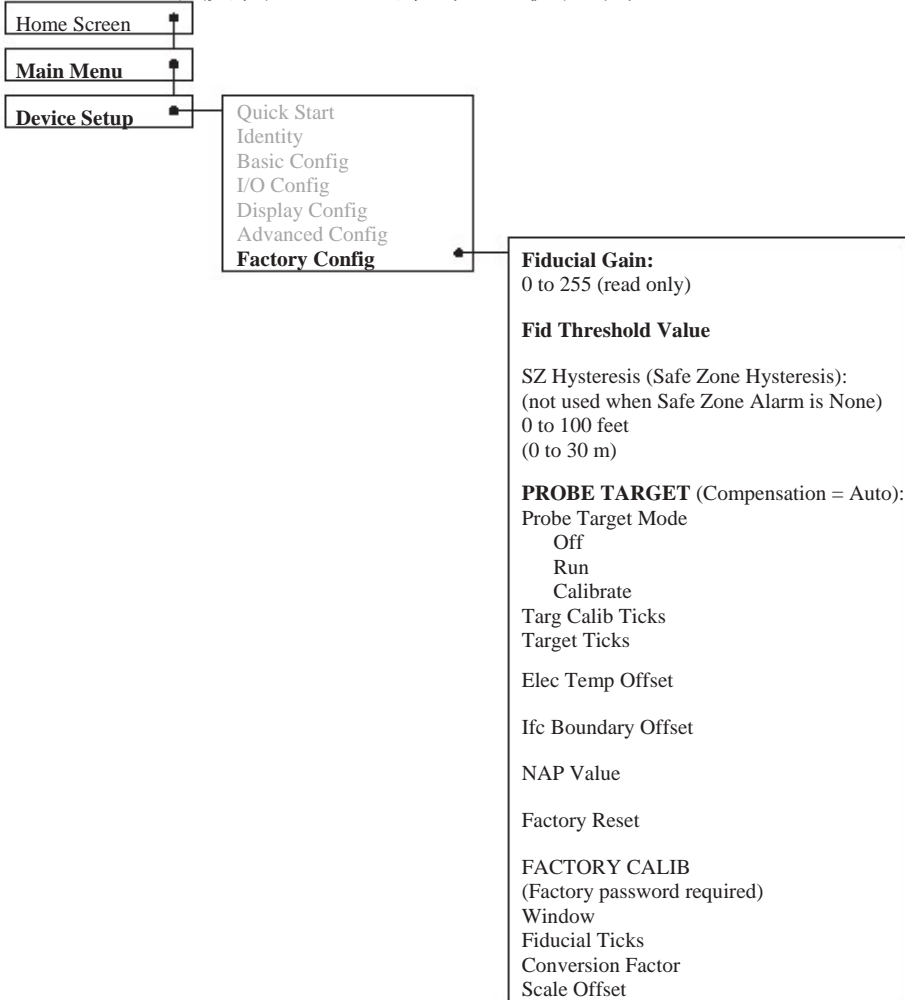 Home Screen
Main Menu
Device Setup
Quick Start
Identity
Basic Config
I/O Config
Display Config
Advanced Config
Factory Config
Fiducial Gain:
0 to 255 (read only)
Fid Threshold Value
SZ Hysteresis (Safe Zone Hysteresis):
(not used when Safe Zone Alarm is None)
0 to 100 feet
(0 to 30 m)
PROBE TARGET (Compensation = Auto):
Probe Target Mode
Off
Run
Calibrate
Targ Calib Ticks
Target Ticks
Elec Temp Offset
Ifc Boundary Offset
NAP Value
Factory Reset
FACTORY CALIB
(Factory password required)
Window
Fiducial Ticks
Conversion Factor
Scale Offset